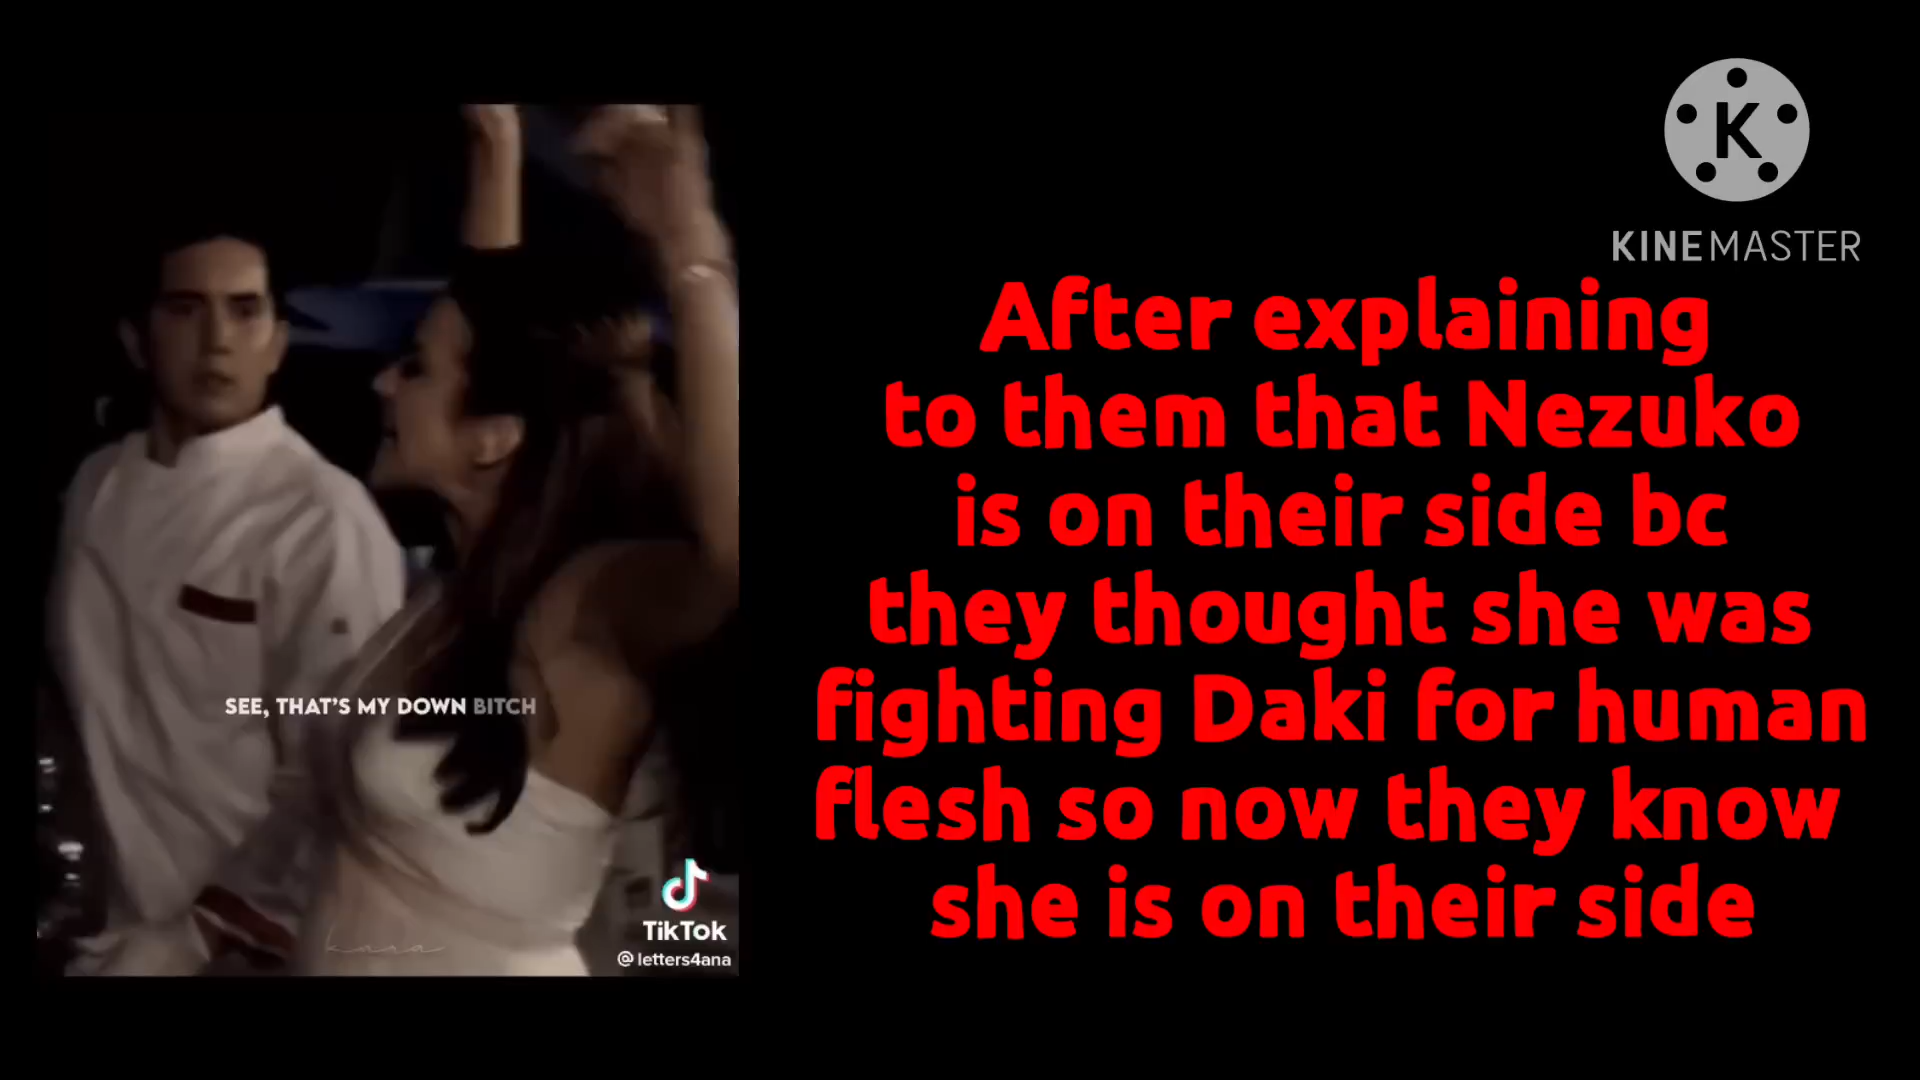 KINEMASTER
After explaining
to them that Nezuko
is on their side bc
they thought she was
fighting Daki for human
flesh so now they know
she is on their side
SEE, THAT'S MY DOWN BITCH
TikTok
@letters4ana